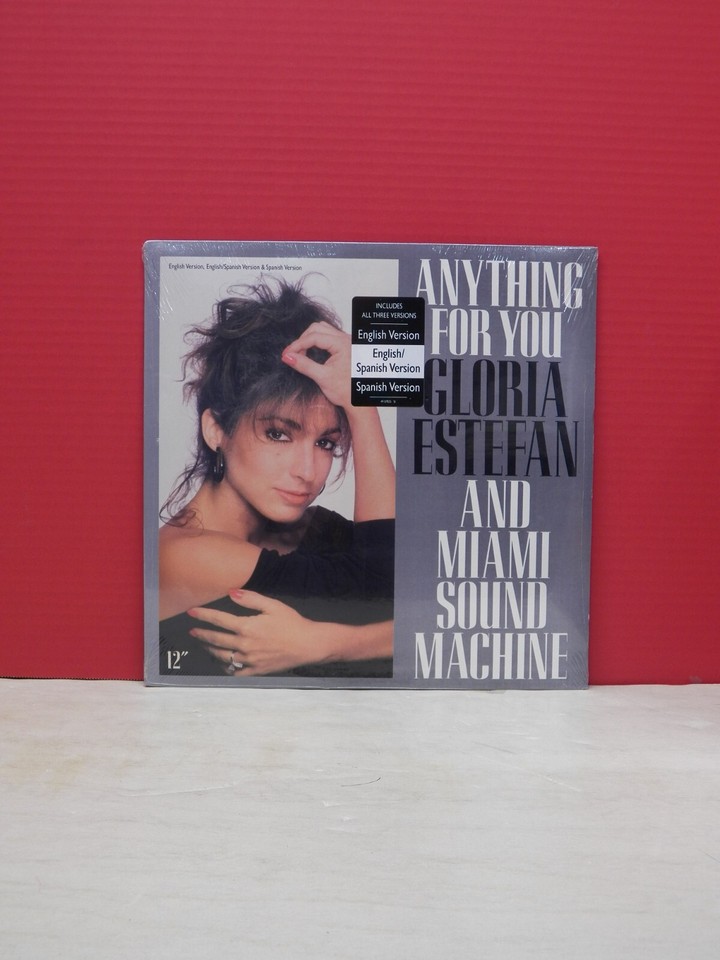 English Version, English/Spanish Version & Spanish Version
INCLUDES
ALL THREE VERSIONS
English Version
English/
Spanish Version
Spanish Version
ANYTHING
FOR YOU
GLORIA
ESTEFAN
AND
MIAMI
SOUND
MACHINE
12"